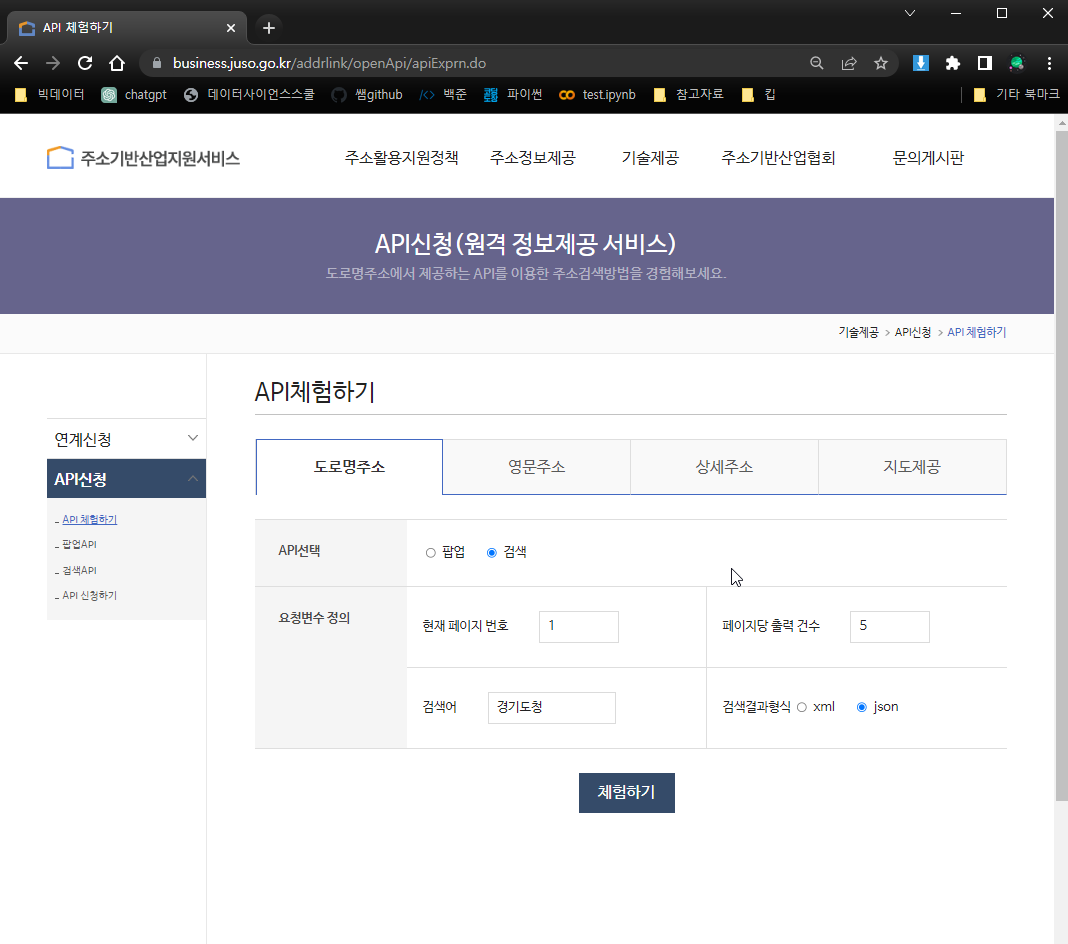 API 체험하기
business.juso.go.kr/addrlink/openApi/apiExprn.do
빅데이터 chatgpt 데이터사이언스스쿨 쌤github 백준 파이썬 test.ipynb 참고자료 킵 기타 북마크
주소기반산업지원서비스 주소활용지원정책 주소정보제공 기술제공 주소기반산업협회 문의게시판
API신청(원격 정보제공 서비스)
도로명주소에서 제공하는 API를 이용한 주소검색방법을 경험해보세요.
기술제공 > API신청 > API 체험하기
연계신청
API신청
API 체험하기
팝업API
검색API
API 신청하기
API체험하기
도로명주소 영문주소 상세주소 지도제공
API선택 팝업 검색
요청변수 정의 현재 페이지 번호 1 페이지당 출력 건수 5
검색어 경기도청 검색결과형식 xml json
체험하기